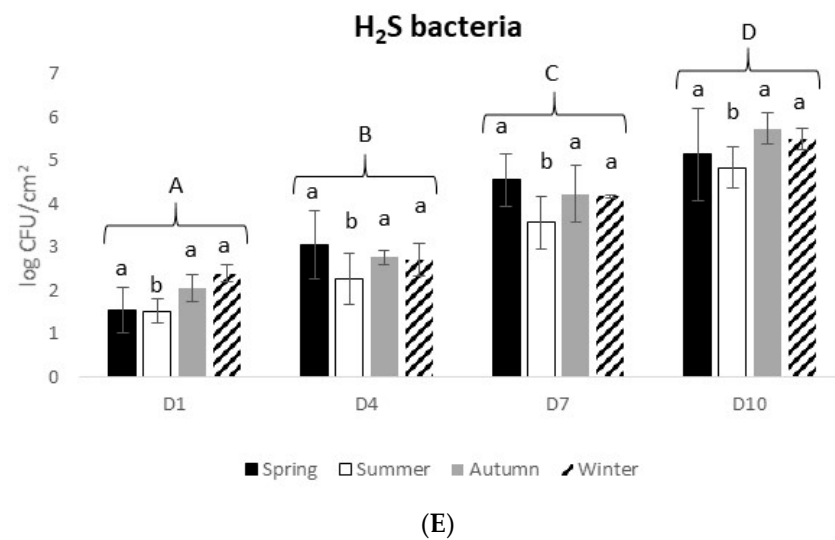 H₂S bacteria
log CFU/cm²
7
6
5
4
3
2
1
0
A
a b a a
B
a b a a
C
a b a a
D
a b a a
D1 D4 D7 D10
Spring Summer Autumn Winter
(E)